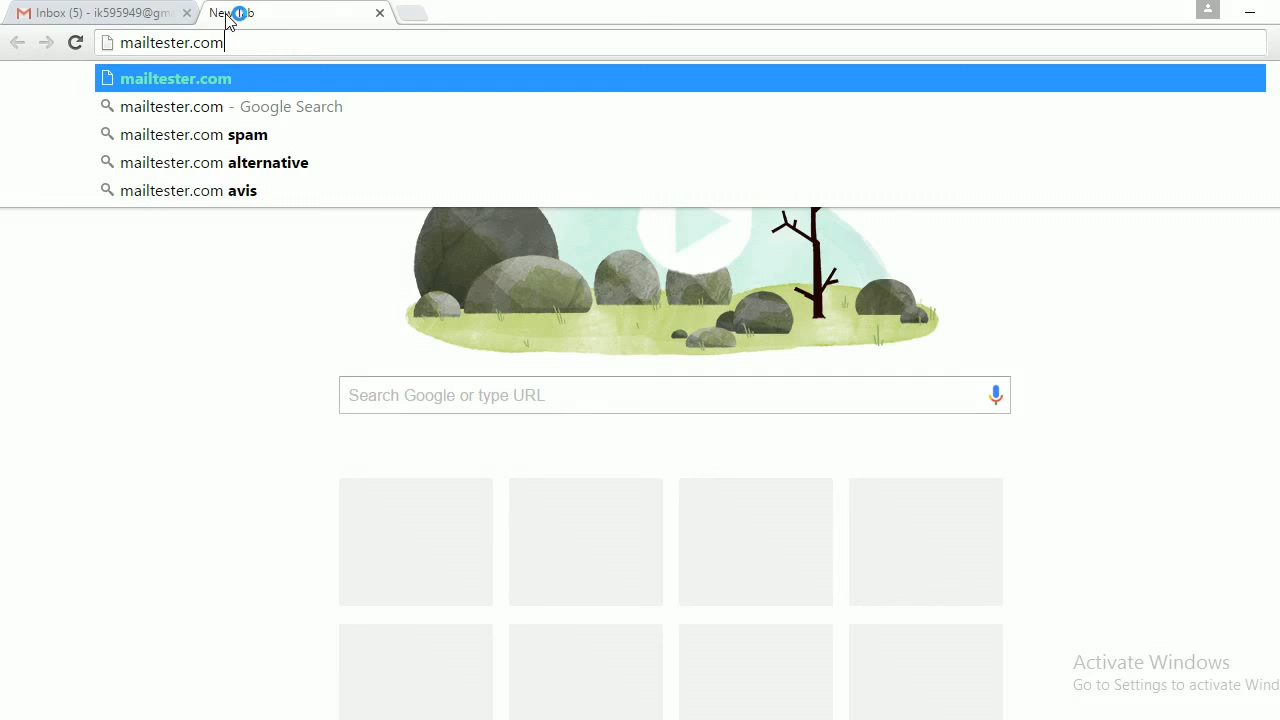 Inbox (5) - ik595949@gm
New Tab
mailtester.com
mailtester.com
mailtester.com - Google Search
mailtester.com spam
mailtester.com alternative
mailtester.com avis
Search Google or type URL
Activate Windows
Go to Settings to activate Wind